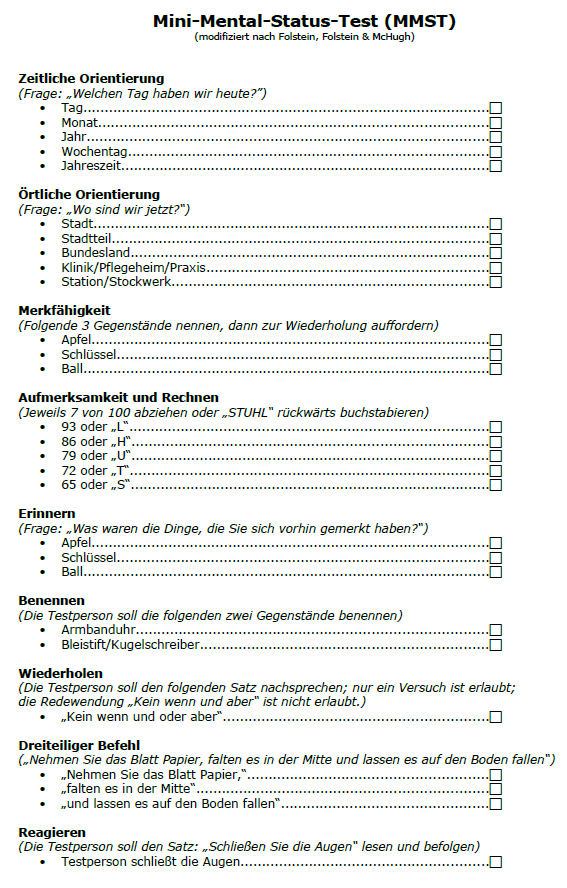 Mini-Mental-Status-Test (MMST)
(modifiziert nach Folstein, Folstein & McHugh)
Zeitliche Orientierung
(Frage: „Welchen Tag haben wir heute?”)
• Tag
• Monat
• Jahr
• Wochentag
• Jahreszeit
Örtliche Orientierung
(Frage: „Wo sind wir jetzt?“)
• Stadt
• Stadtteil
• Bundesland
• Klinik/Pflegeheim/Praxis
• Station/Stockwerk
Merkfähigkeit
(Folgende 3 Gegenstände nennen, dann zur Wiederholung auffordern)
• Apfel
• Schlüssel
• Ball
Aufmerksamkeit und Rechnen
(Jeweils 7 von 100 abziehen oder „STUHL“ rückwärts buchstabieren)
• 93 oder „L“
• 86 oder „H“
• 79 oder „U“
• 72 oder „T“
• 65 oder „S“
Erinnern
(Frage: „Was waren die Dinge, die Sie sich vorhin gemerkt haben?“)
• Apfel
• Schlüssel
• Ball
Benennen
(Die Testperson soll die folgenden zwei Gegenstände benennen)
• Armbanduhr
• Bleistift/Kugelschreiber
Wiederholen
(Die Testperson soll den folgenden Satz nachsprechen; nur ein Versuch ist erlaubt;
die Redewendung „Kein wenn und aber“ ist nicht erlaubt.)
• „Kein wenn und oder aber“
Dreiteiliger Befehl
(„Nehmen Sie das Blatt Papier, falten es in der Mitte und lassen es auf den Boden fallen“)
• „Nehmen Sie das Blatt Papier,“
• „falten es in der Mitte“
• „und lassen es auf den Boden fallen“
Reagieren
(Die Testperson soll den Satz: „Schließen Sie die Augen“ lesen und befolgen)
• Testperson schließt die Augen